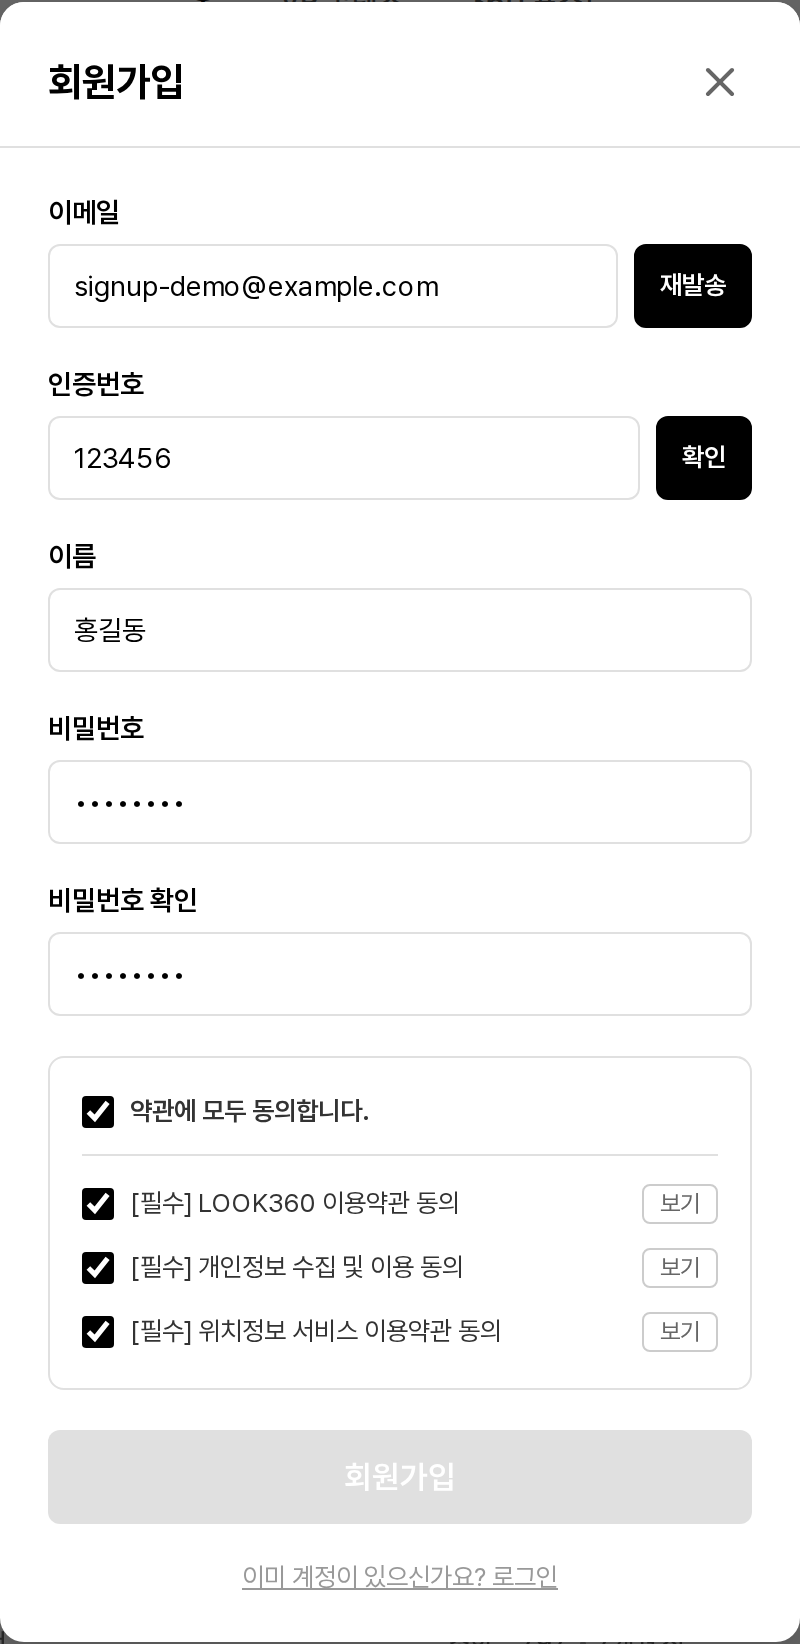 회원가입
이메일
signup-demo@example.com
재발송
인증번호
123456
확인
이름
홍길동
비밀번호
••••••••
비밀번호 확인
••••••••
약관에 모두 동의합니다.
[필수] LOOK360 이용약관 동의
보기
[필수] 개인정보 수집 및 이용 동의
보기
[필수] 위치정보 서비스 이용약관 동의
보기
회원가입
이미 계정이 있으신가요? 로그인